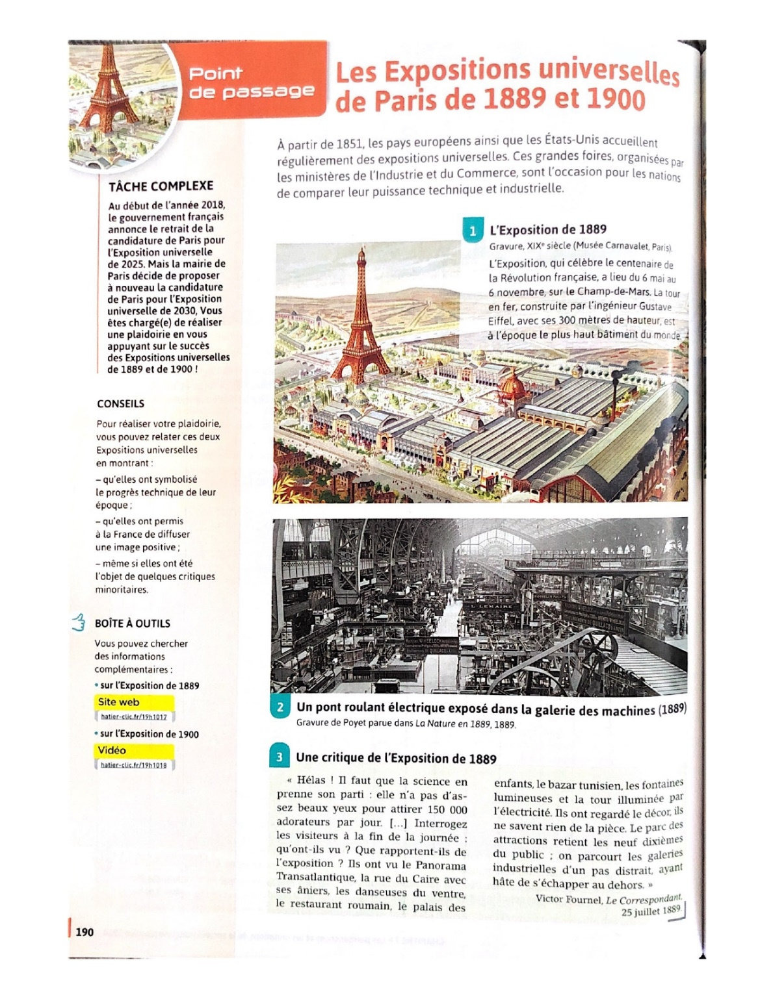 Point
de passage
Les Expositions universelles
de Paris de 1889 et 1900
À partir de 1851, les pays européens ainsi que les États-Unis accueillent
régulièrement des expositions universelles. Ces grandes foires, organisées par
les ministères de l'Industrie et du Commerce, sont l'occasion pour les nations
de comparer leur puissance technique et industrielle.
TÂCHE COMPLEXE
Au début de l'année 2018,
le gouvernement français
annonce le retrait de la
candidature de Paris pour
l'Exposition universelle
de 2025. Mais la mairie de
Paris décide de proposer
à nouveau la candidature
de Paris pour l'Exposition
universelle de 2030, Vous
êtes chargé(e) de réaliser
une plaidoirie en vous
appuyant sur le succès
des Expositions universelles
de 1889 et de 1900 !
CONSEILS
Pour réaliser votre plaidoirie,
vous pouvez relater ces deux
Expositions universelles
en montrant :
– qu'elles ont symbolisé
le progrès technique de leur
époque ;
– qu'elles ont permis
à la France de diffuser
une image positive ;
– même si elles ont été
l'objet de quelques critiques
minoritaires.
BOÎTE À OUTILS
Vous pouvez chercher
des informations
complémentaires :
• sur l'Exposition de 1889
Site web
hatier-clic.fr/19h1017
• sur l'Exposition de 1900
Vidéo
hatier-clic.fr/19h1018
1 L'Exposition de 1889
Gravure, XIXe siècle (Musée Carnavalet, Paris).
L'Exposition, qui célèbre le centenaire de
la Révolution française, a lieu du 6 mai au
6 novembre, sur le Champ-de-Mars. La tour
en fer, construite par l'ingénieur Gustave
Eiffel, avec ses 300 mètres de hauteur, est
à l'époque le plus haut bâtiment du monde.
L. LEMAIRE
WHEELOCK
2 Un pont roulant électrique exposé dans la galerie des machines (1889)
Gravure de Poyet parue dans La Nature en 1889, 1889.
3 Une critique de l'Exposition de 1889
« Hélas ! Il faut que la science en
prenne son parti : elle n'a pas d'as-
sez beaux yeux pour attirer 150 000
adorateurs par jour. [...] Interrogez
les visiteurs à la fin de la journée :
qu'ont-ils vu ? Que rapportent-ils de
l'exposition ? Ils ont vu le Panorama
Transatlantique, la rue du Caire avec
ses âniers, les danseuses du ventre,
le restaurant roumain, le palais des
enfants, le bazar tunisien, les fontaines
lumineuses et la tour illuminée par
l'électricité. Ils ont regardé le décor, ils
ne savent rien de la pièce. Le parc des
attractions retient les neuf dixièmes
du public ; on parcourt les galeries
industrielles d'un pas distrait, ayant
hâte de s'échapper au dehors. »
Victor Fournel, Le Correspondant,
25 juillet 1889.
190